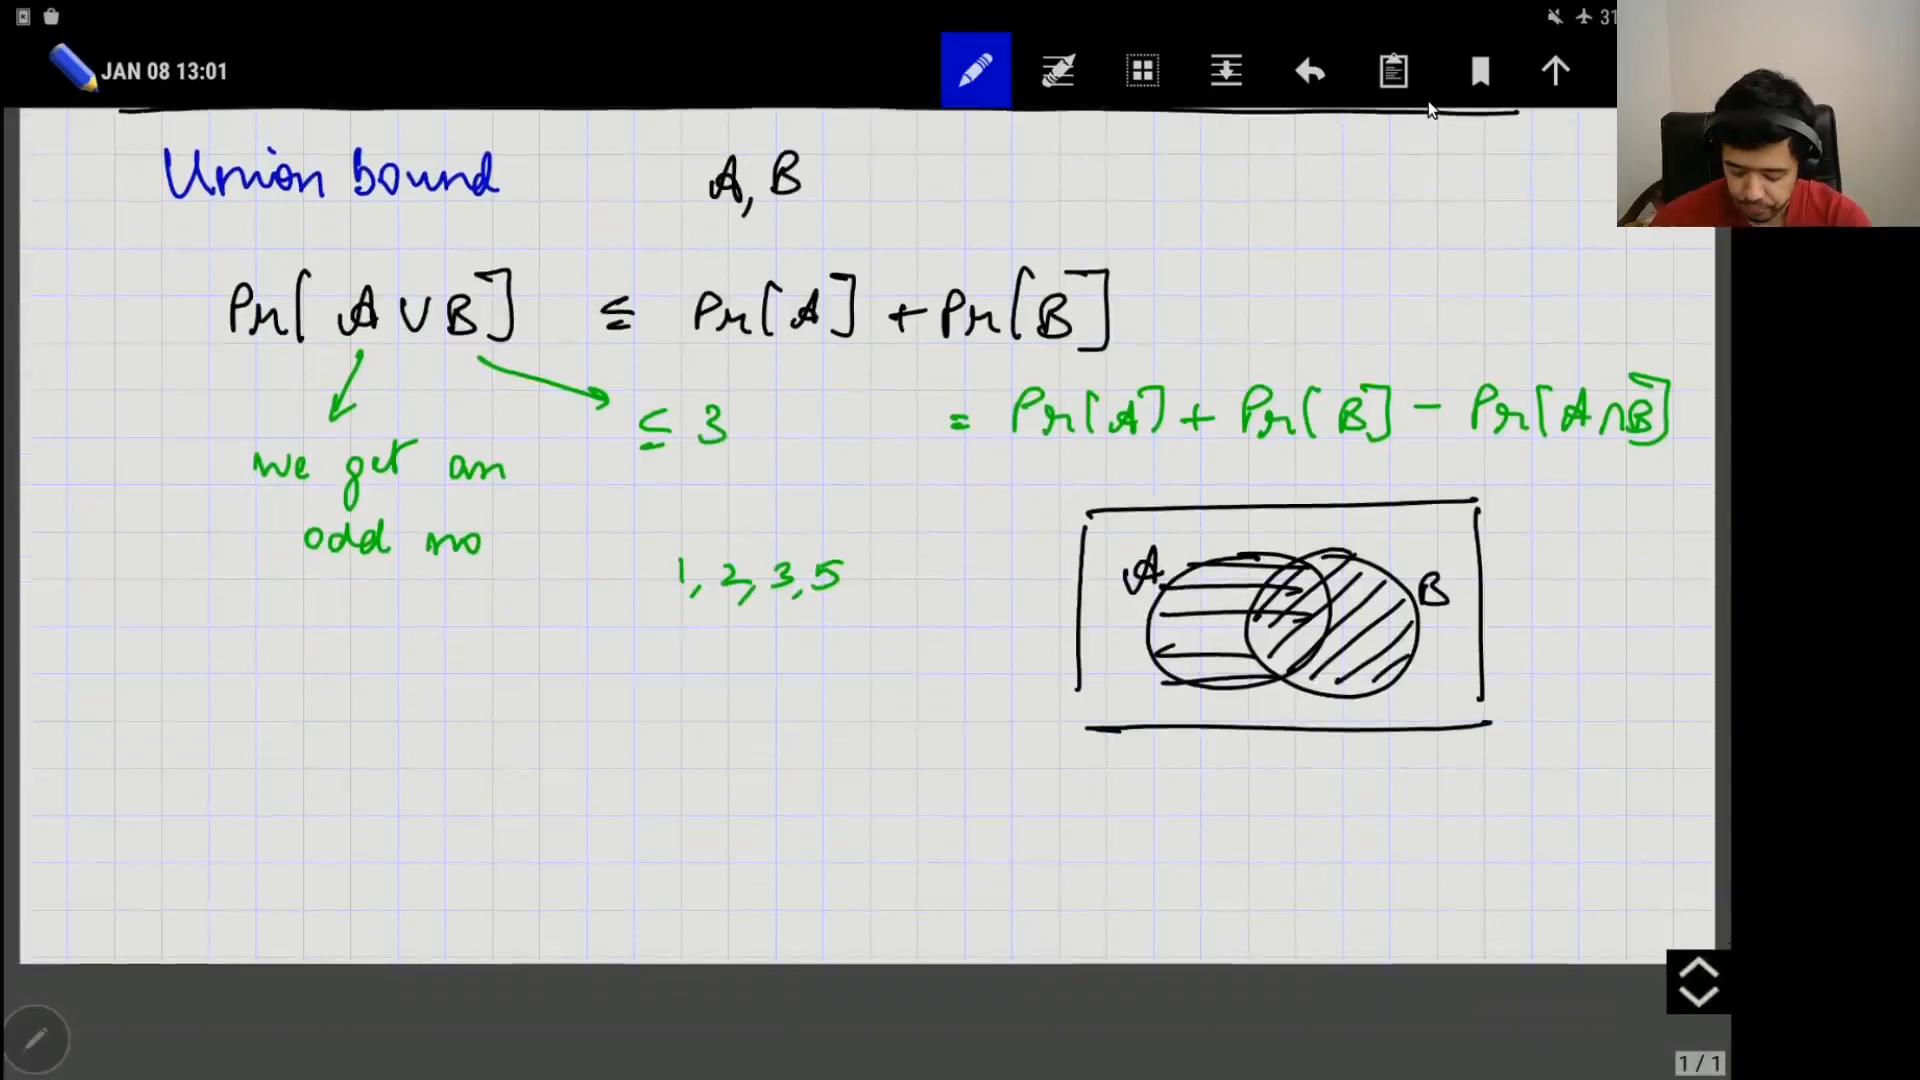 31
JAN 08 13:01
Union bound A, B
Pr[A ∪ B] ≤ Pr[A] + Pr[B]
≤ 3 = Pr[A] + Pr[B] - Pr[A∩B]
we get an
odd no
1, 2, 3, 5
A B
1 / 1